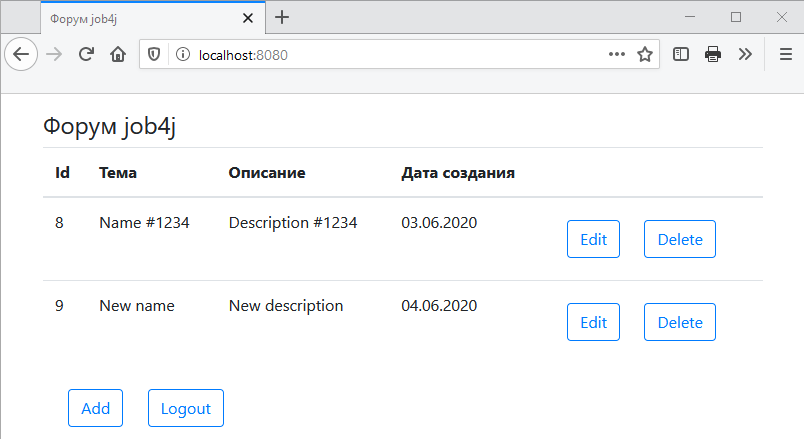 Форум job4j
localhost:8080
Форум job4j
Id Тема Описание Дата создания
8 Name #1234 Description #1234 03.06.2020 Edit Delete
9 New name New description 04.06.2020 Edit Delete
Add Logout